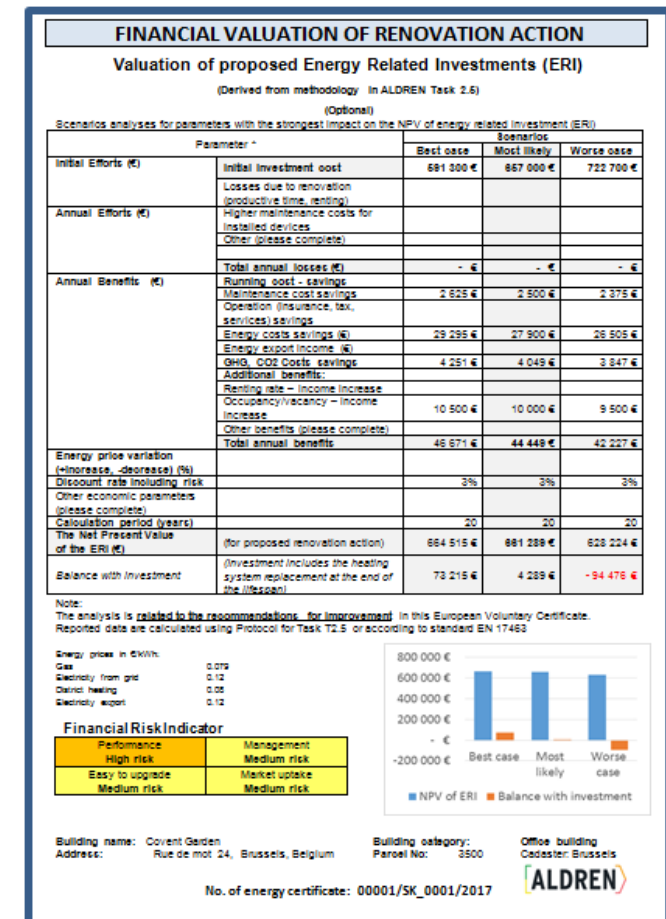 FINANCIAL VALUATION OF RENOVATION ACTION
Valuation of proposed Energy Related Investments (ERI)
(Derived from methodology in ALDREN Task 2.5)
(Optional)
Scenarios analyses for parameters with the strongest impact on the NPV of energy related investment (ERI)
Parameter * Scenarios
Best case Most likely Worse case
Initial Efforts (€) Initial investment cost 591 300 € 657 000 € 722 700 €
Losses due to renovation
(productive time, renting)
Annual Efforts (€) Higher maintenance costs for
installed devices
Other (please complete)
Total annual losses (€) - € - € - €
Annual Benefits (€) Running cost - savings
Maintenance cost savings 2 625 € 2 500 € 2 375 €
Operation (insurance, tax,
services) savings
Energy costs savings (€) 29 295 € 27 900 € 26 505 €
Energy export income (€)
GHG, CO2 Costs savings 4 251 € 4 049 € 3 847 €
Additional benefits:
Renting rate – income increase
Occupancy/vacancy – income
increase 10 500 € 10 000 € 9 500 €
Other benefits (please complete)
Total annual benefits 46 671 € 44 449 € 42 227 €
Energy price variation
(+increase, -decrease) (%)
Discount rate including risk 3% 3% 3%
Other economic parameters
(please complete)
Calculation period (years) 20 20 20
The Net Present Value
of the ERI (€) (for proposed renovation action) 664 515 € 661 289 € 628 224 €
Balance with investment (investment includes the heating
system replacement at the end of
the lifespan) 73 215 € 4 289 € - 94 476 €
Note:
The analysis is related to the recommendations for improvement in this European Voluntary Certificate.
Reported data are calculated using Protocol for Task T2.5 or according to standard EN 17463
Energy prices in €/kWh:
Gas 0.079
Electricity from grid 0.12
District heating 0.08
Electricity export 0.12
Financial Risk Indicator
Performance Management
High risk Medium risk
Easy to upgrade Market uptake
Medium risk Medium risk
800 000 €
600 000 €
400 000 €
200 000 €
- €
-200 000 €
Best case Most likely Worse case
NPV of ERI Balance with investment
Building name: Covent Garden Building category: Office building
Address: Rue de mot 24, Brussels, Belgium Parcel No: 3500 Cadaster: Brussels
ALDREN
No. of energy certificate: 00001/SK_0001/2017